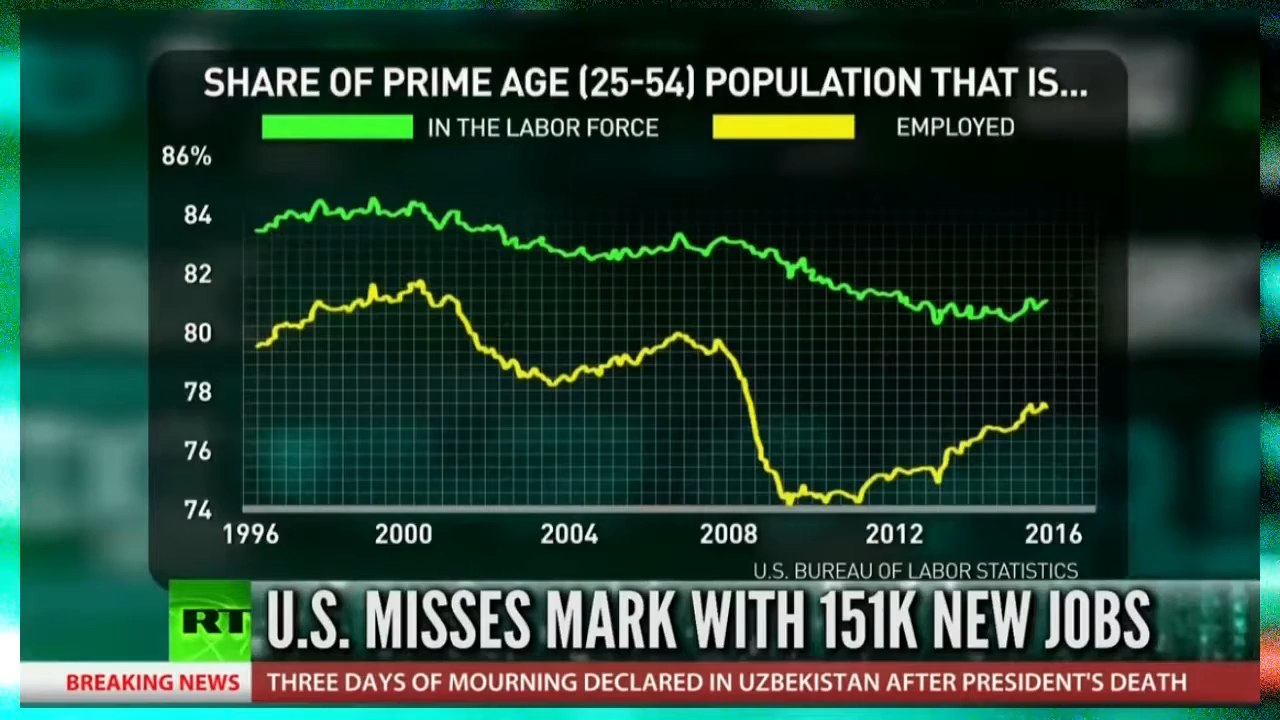 SHARE OF PRIME AGE (25-54) POPULATION THAT IS...
IN THE LABOR FORCE EMPLOYED
86%
84
82
80
78
76
74
1996 2000 2004 2008 2012 2016
U.S. BUREAU OF LABOR STATISTICS
RT U.S. MISSES MARK WITH 151K NEW JOBS
BREAKING NEWS THREE DAYS OF MOURNING DECLARED IN UZBEKISTAN AFTER PRESIDENT'S DEATH